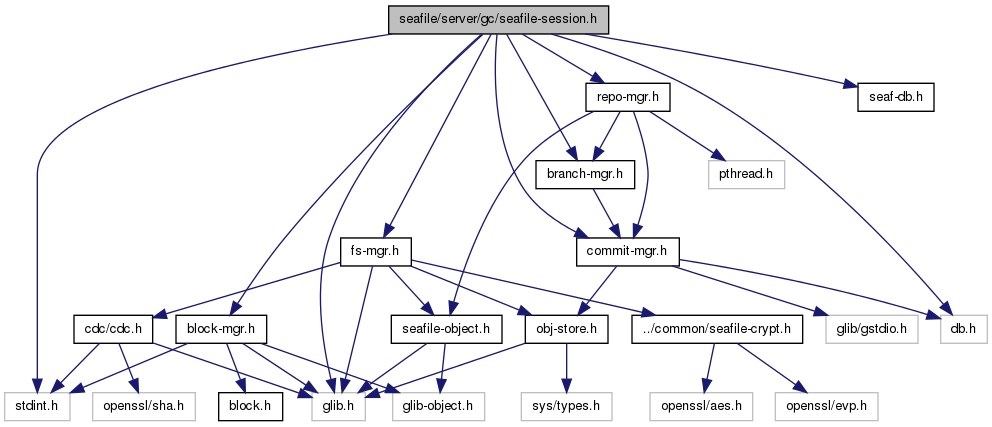 seafile/server/gc/seafile-session.h
repo-mgr.h
seaf-db.h
branch-mgr.h
pthread.h
fs-mgr.h
commit-mgr.h
cdc/cdc.h
block-mgr.h
seafile-object.h
obj-store.h
../common/seafile-crypt.h
glib/gstdio.h
db.h
stdint.h
openssl/sha.h
block.h
glib.h
glib-object.h
sys/types.h
openssl/aes.h
openssl/evp.h